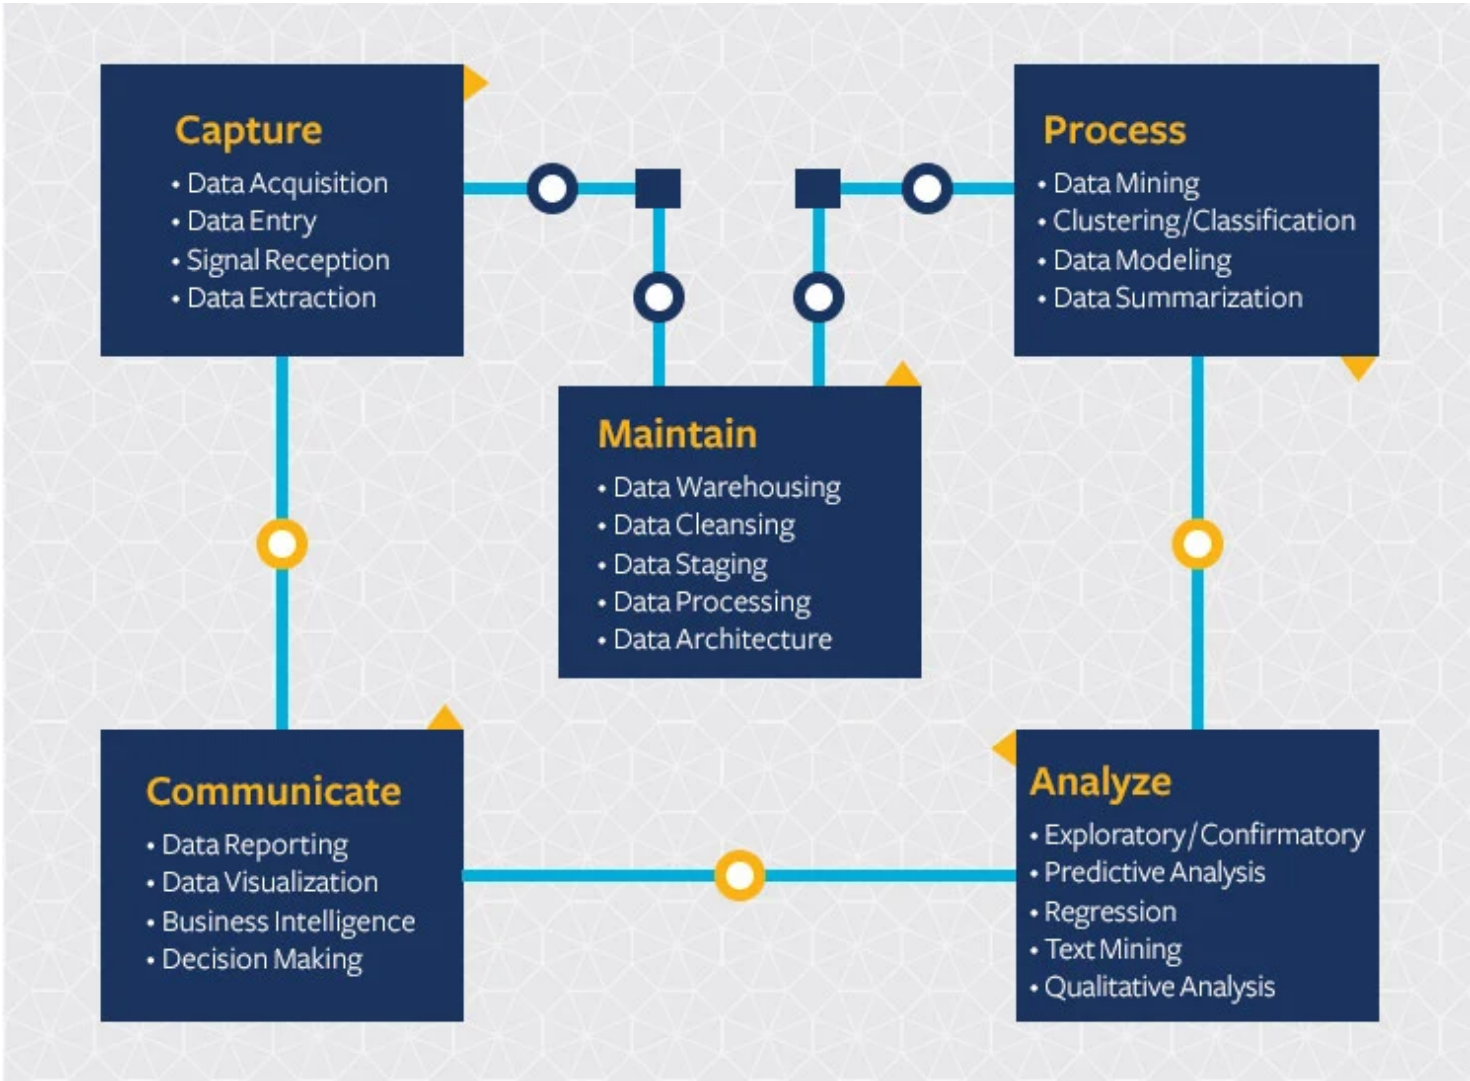 Capture
• Data Acquisition
• Data Entry
• Signal Reception
• Data Extraction
Process
• Data Mining
• Clustering/Classification
• Data Modeling
• Data Summarization
Maintain
• Data Warehousing
• Data Cleansing
• Data Staging
• Data Processing
• Data Architecture
Communicate
• Data Reporting
• Data Visualization
• Business Intelligence
• Decision Making
Analyze
• Exploratory/Confirmatory
• Predictive Analysis
• Regression
• Text Mining
• Qualitative Analysis